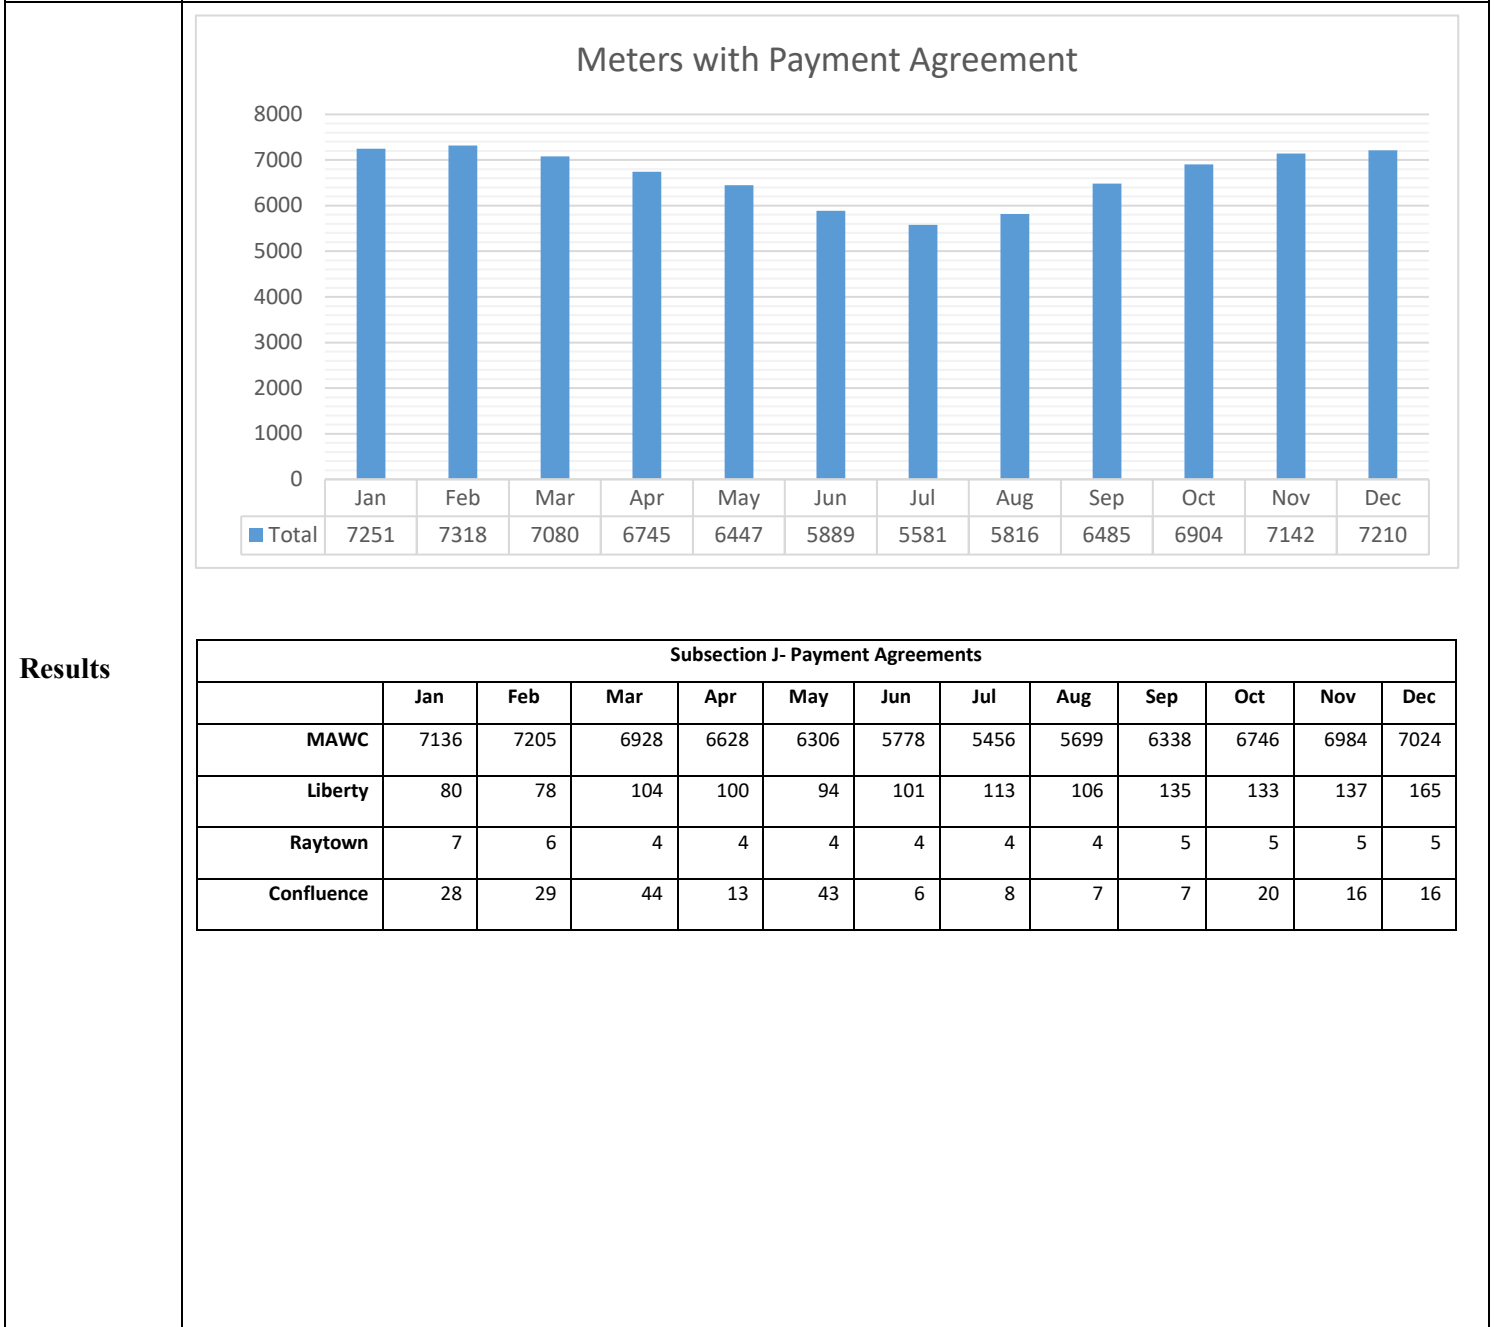 Meters with Payment Agreement
8000
7000
6000
5000
4000
3000
2000
1000
0
Jan Feb Mar Apr May Jun Jul Aug Sep Oct Nov Dec
Total 7251 7318 7080 6745 6447 5889 5581 5816 6485 6904 7142 7210
Results
Subsection J- Payment Agreements
Jan Feb Mar Apr May Jun Jul Aug Sep Oct Nov Dec
MAWC 7136 7205 6928 6628 6306 5778 5456 5699 6338 6746 6984 7024
Liberty 80 78 104 100 94 101 113 106 135 133 137 165
Raytown 7 6 4 4 4 4 4 4 5 5 5 5
Confluence 28 29 44 13 43 6 8 7 7 20 16 16